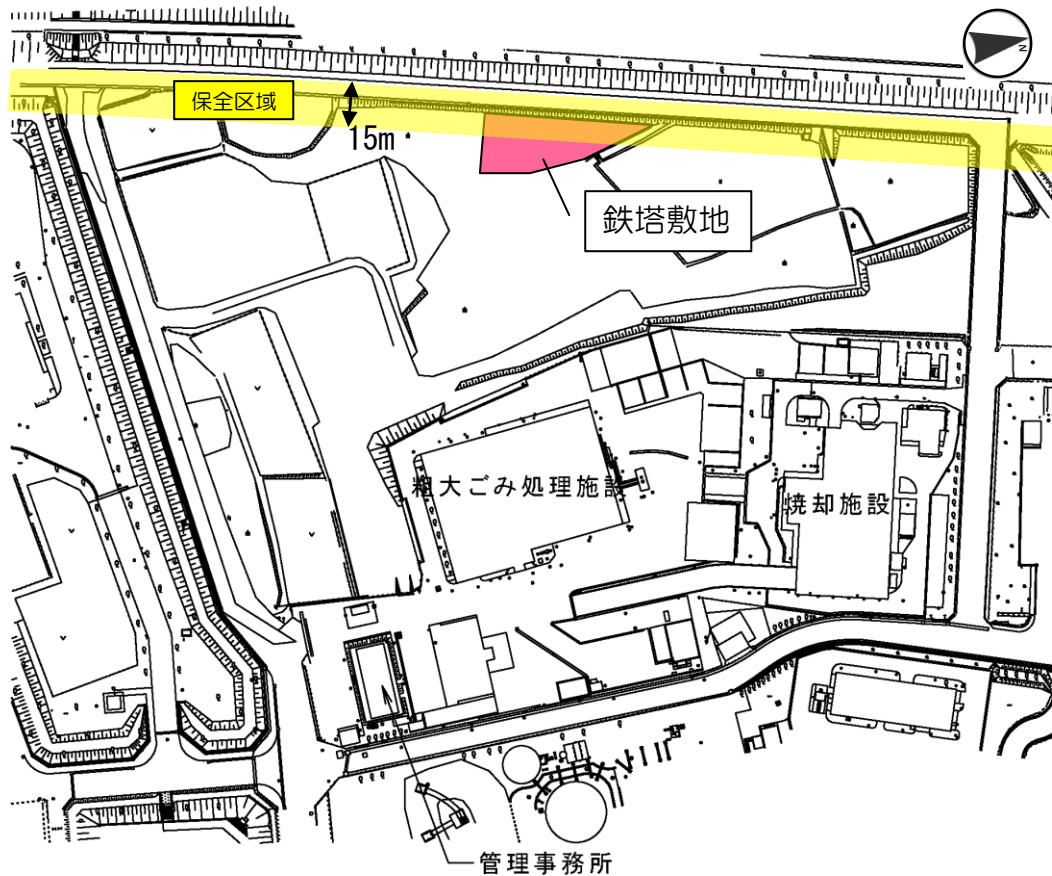 N
保全区域
15m
鉄塔敷地
粗大ごみ処理施設
焼却施設
管理事務所